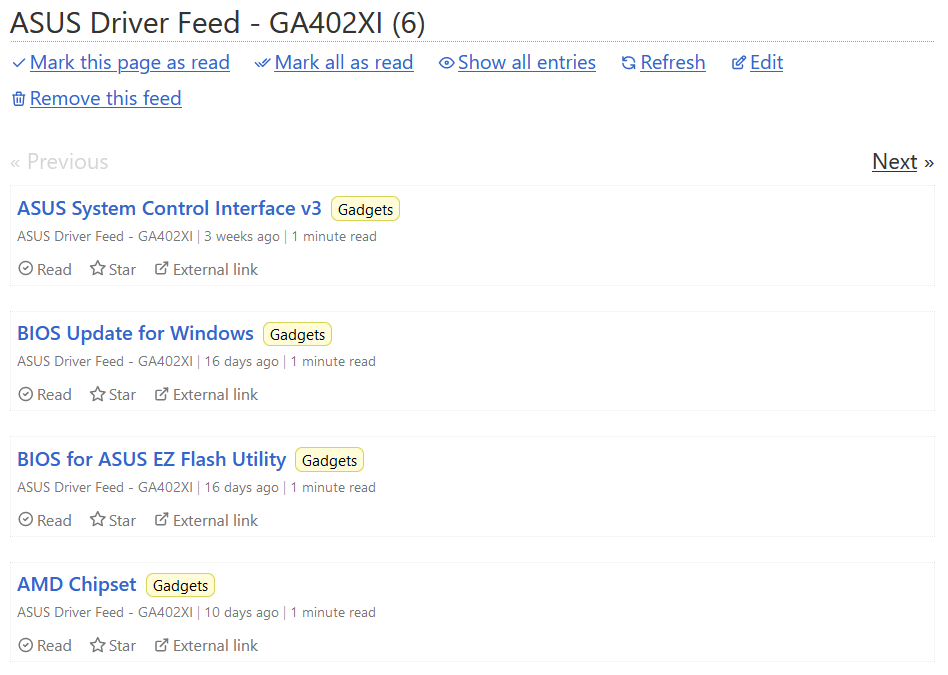 ASUS Driver Feed - GA402XI (6)
Mark this page as read Mark all as read Show all entries Refresh Edit
Remove this feed
« Previous Next »
ASUS System Control Interface v3 Gadgets
ASUS Driver Feed - GA402XI | 3 weeks ago | 1 minute read
Read Star External link
BIOS Update for Windows Gadgets
ASUS Driver Feed - GA402XI | 16 days ago | 1 minute read
Read Star External link
BIOS for ASUS EZ Flash Utility Gadgets
ASUS Driver Feed - GA402XI | 16 days ago | 1 minute read
Read Star External link
AMD Chipset Gadgets
ASUS Driver Feed - GA402XI | 10 days ago | 1 minute read
Read Star External link